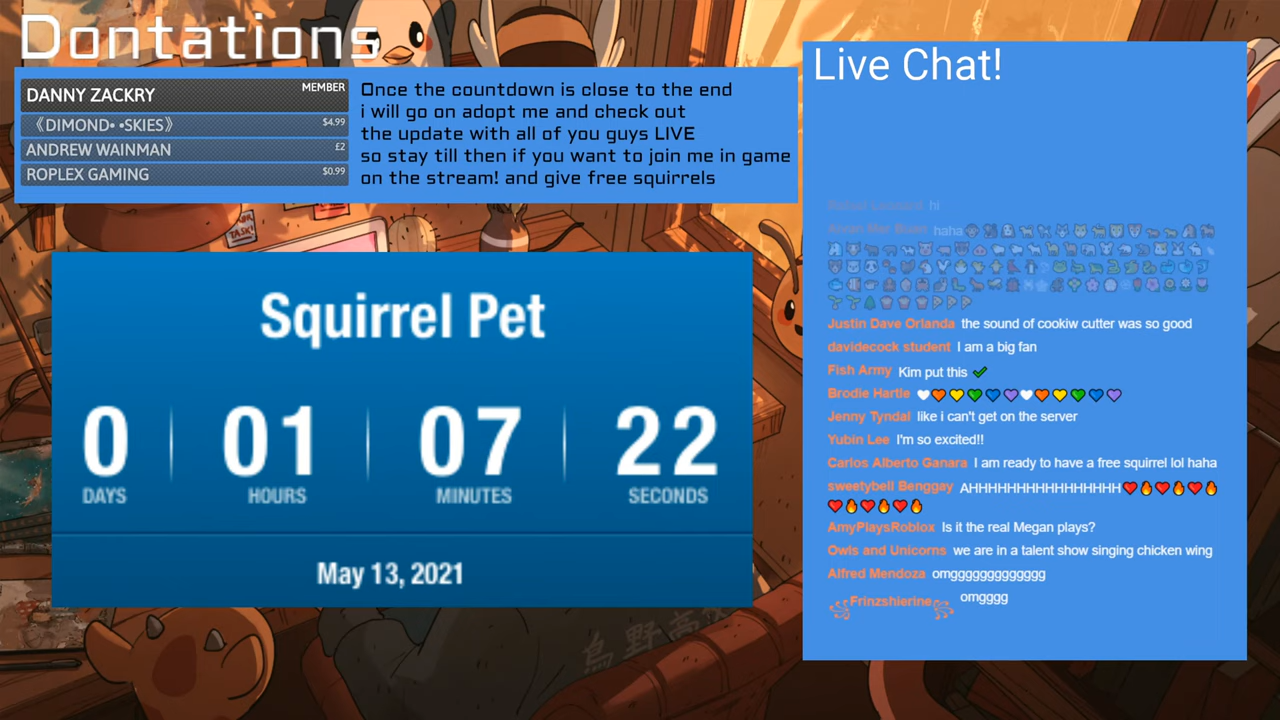 Dontations
DANNY ZACKRY MEMBER
《DIMOND• •SKIES》 $4.99
ANDREW WAINMAN £2
ROPLEX GAMING $0.99
Once the countdown is close to the end
i will go on adopt me and check out
the update with all of you guys LIVE
so stay till then if you want to join me in game
on the stream! and give free squirrels
TASK!
Squirrel Pet
0 01 07 22
DAYS HOURS MINUTES SECONDS
May 13, 2021
烏野高
Live Chat!
hi
haha
Justin Dave Orlanda the sound of cookiw cutter was so good
davidecock student I am a big fan
Fish Army Kim put this ✔
Brodie Hartle 🤍🧡💛💚💙💜🤍🧡💛💚💙💜
Jenny Tyndal like i can't get on the server
Yubin Lee I'm so excited!!
Carlos Alberto Ganara I am ready to have a free squirrel lol haha
sweetybell Benggay AHHHHHHHHHHHHHHHHH❤🔥❤🔥❤🔥
❤🔥❤🔥❤🔥
AmyPlaysRoblox Is it the real Megan plays?
Owls and Unicorns we are in a talent show singing chicken wing
Alfred Mendoza omggggggggggggg
꧁Frinzshierine꧂ omgggg